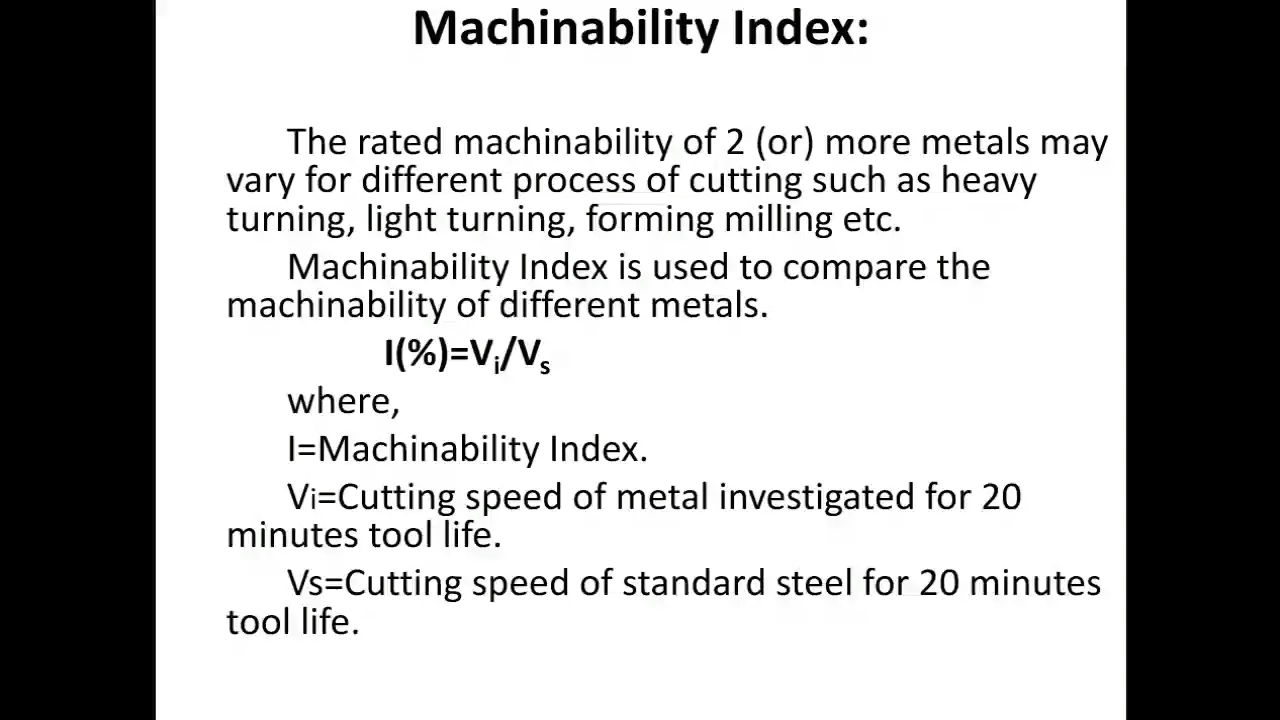 Machinability Index:
The rated machinability of 2 (or) more metals may
vary for different process of cutting such as heavy
turning, light turning, forming milling etc.
Machinability Index is used to compare the
machinability of different metals.
I(%)=Vi/Vs
where,
I=Machinability Index.
Vi=Cutting speed of metal investigated for 20
minutes tool life.
Vs=Cutting speed of standard steel for 20 minutes
tool life.